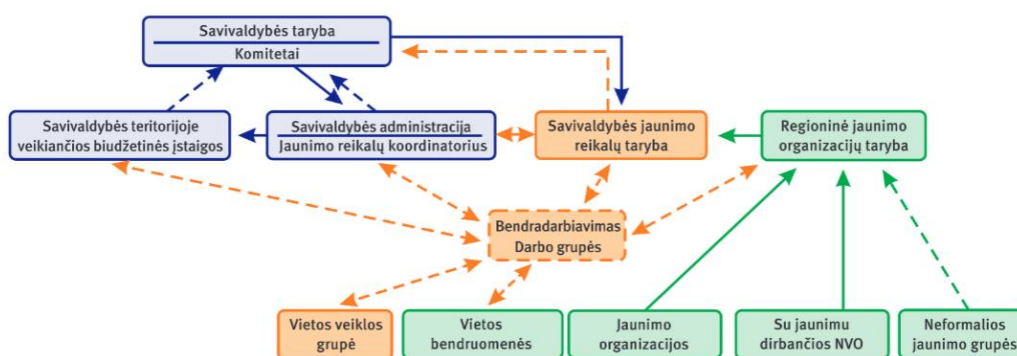 Savivaldybės taryba
Komitetai
Savivaldybės teritorijoje
veikiančios biudžetinės įstaigos
Savivaldybės administracija
Jaunimo reikalų koordinatorius
Savivaldybės jaunimo
reikalų taryba
Regioninė jaunimo
organizacijų taryba
Bendradarbiavimas
Darbo grupės
Vietos veiklos
grupė
Vietos
bendruomenės
Jaunimo
organizacijos
Su jaunimu
dirbančios NVO
Neformalios
jaunimo grupės